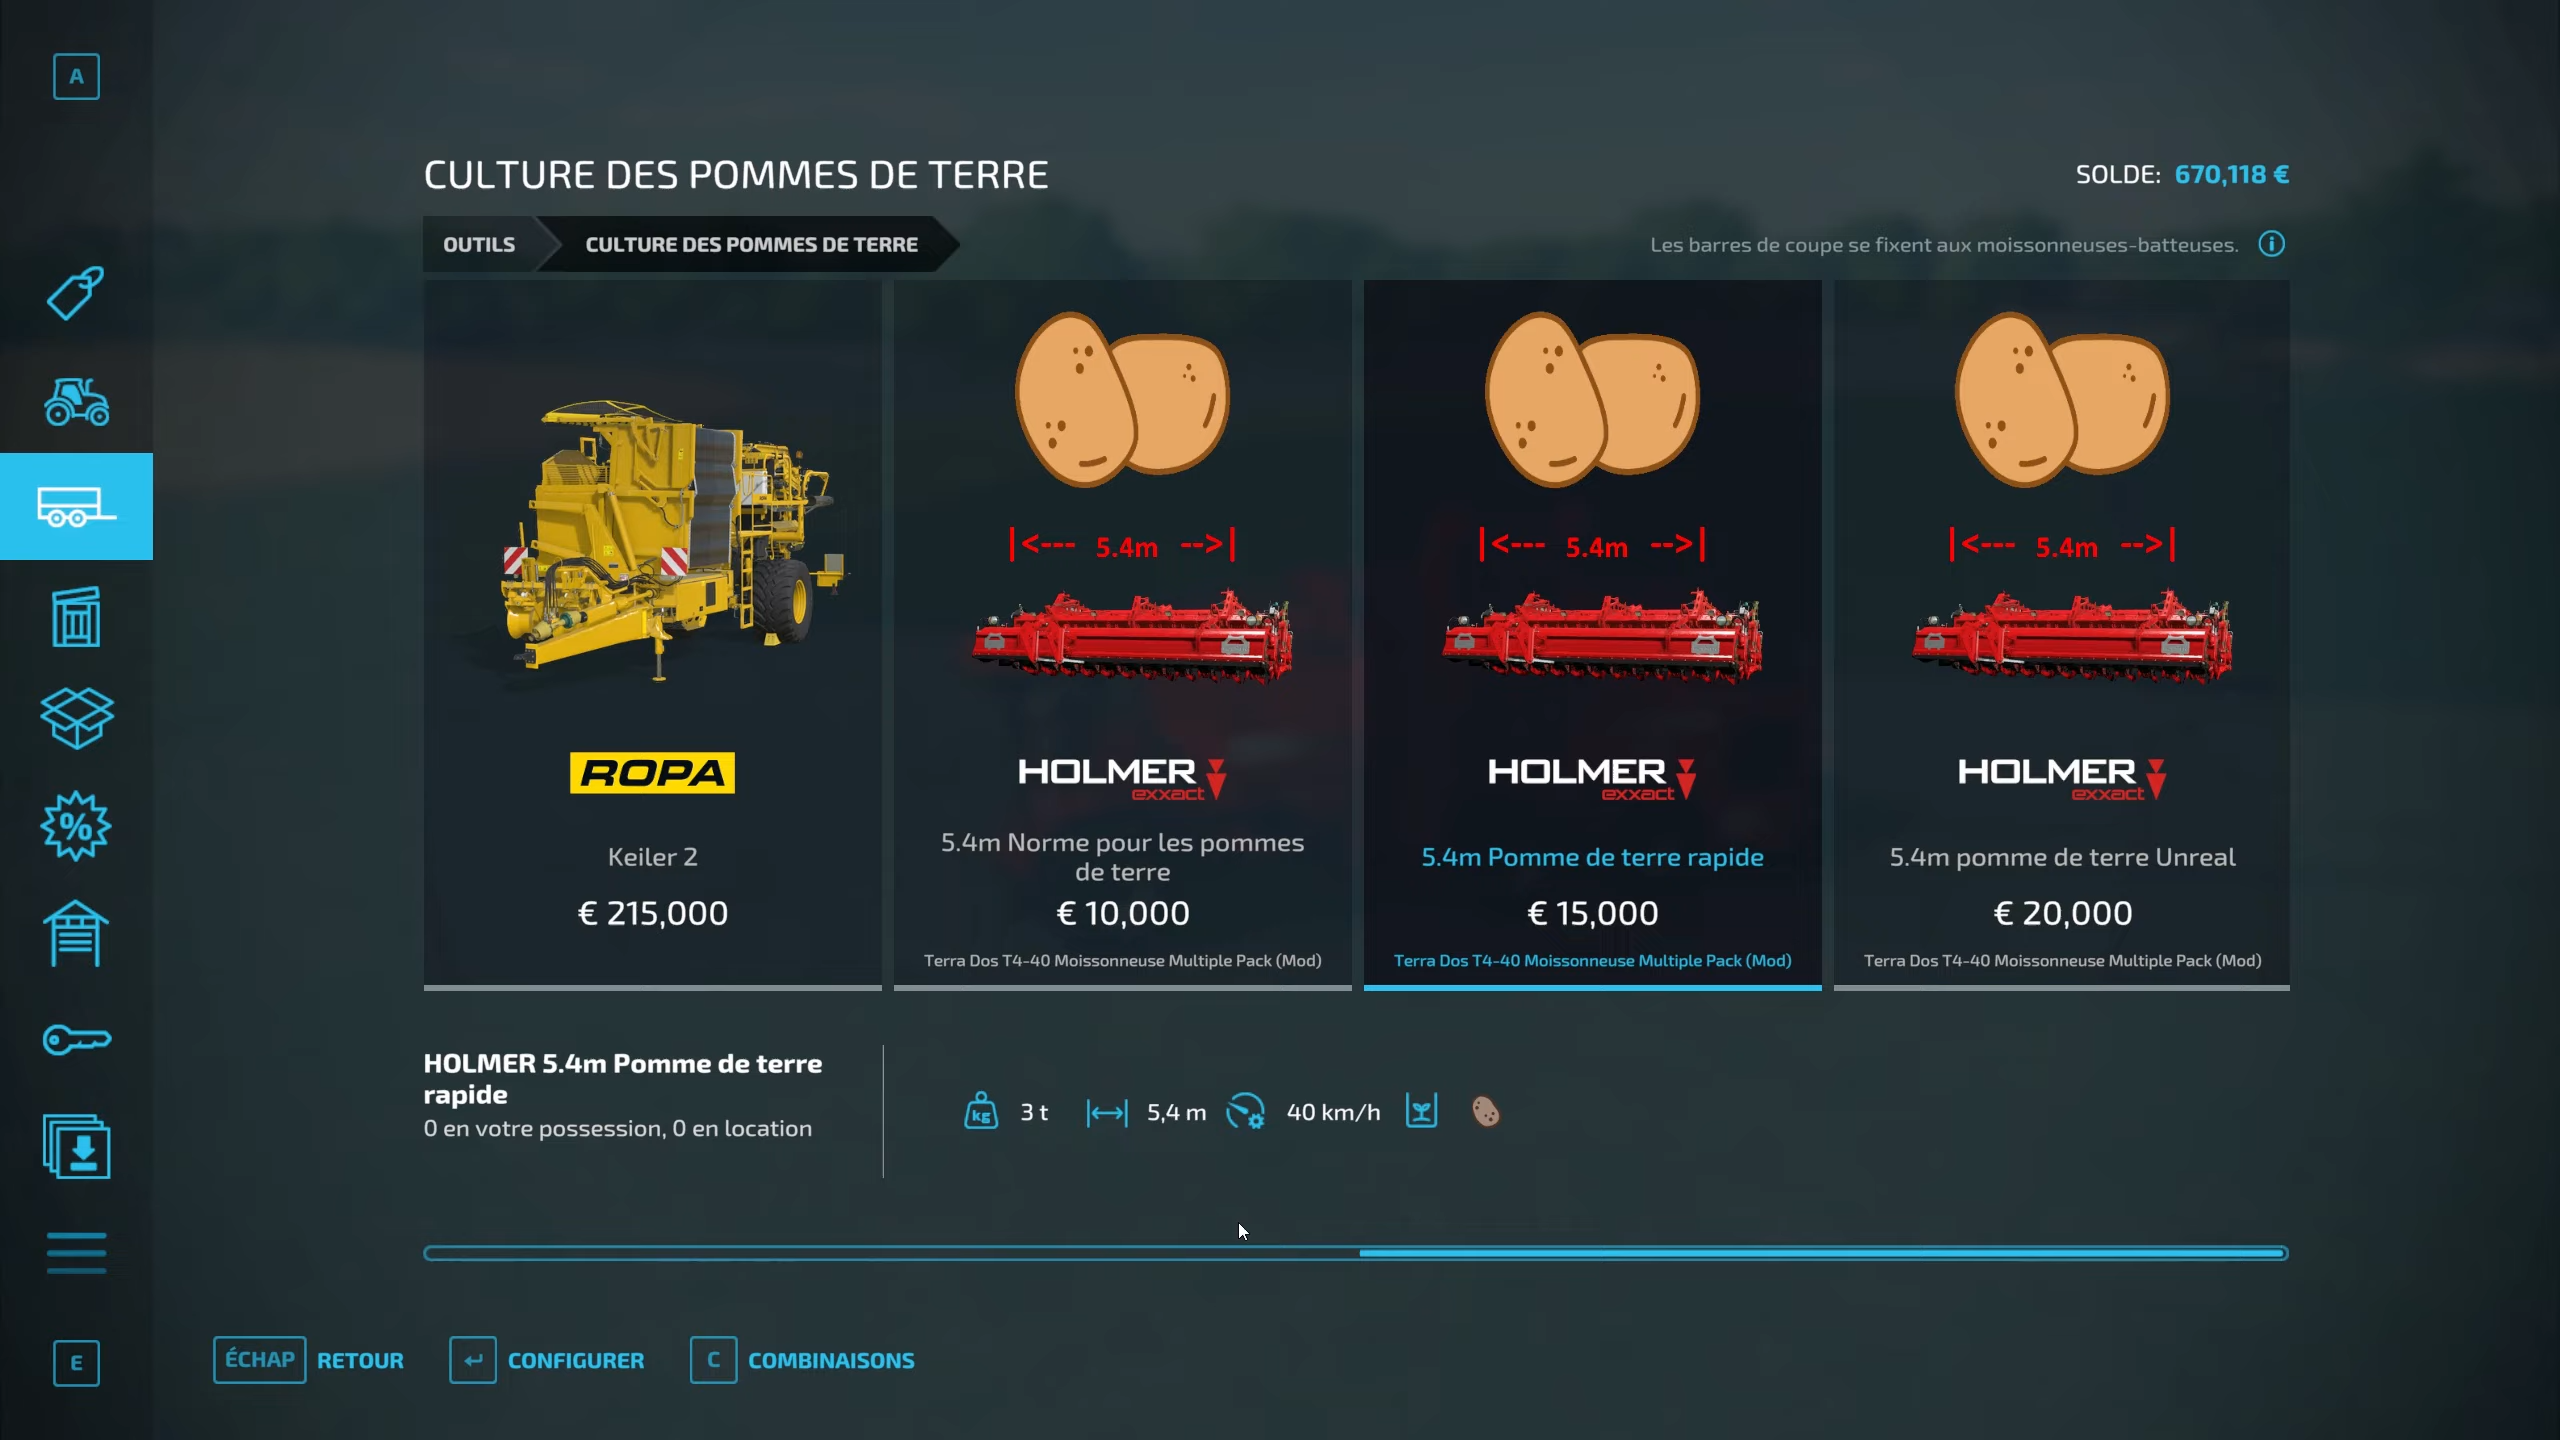 A
CULTURE DES POMMES DE TERRE
SOLDE: 670,118 €
OUTILS
CULTURE DES POMMES DE TERRE
Les barres de coupe se fixent aux moissonneuses-batteuses.
|<--- 5.4m -->|
|<--- 5.4m -->|
|<--- 5.4m -->|
ROPA
HOLMER
exxact
HOLMER
exxact
HOLMER
exxact
Keiler 2
€ 215,000
5.4m Norme pour les pommes
de terre
€ 10,000
Terra Dos T4-40 Moissonneuse Multiple Pack (Mod)
5.4m Pomme de terre rapide
€ 15,000
Terra Dos T4-40 Moissonneuse Multiple Pack (Mod)
5.4m pomme de terre Unreal
€ 20,000
Terra Dos T4-40 Moissonneuse Multiple Pack (Mod)
HOLMER 5.4m Pomme de terre
rapide
0 en votre possession, 0 en location
kg 3 t 5,4 m 40 km/h
E
ÉCHAP RETOUR
CONFIGURER
C COMBINAISONS